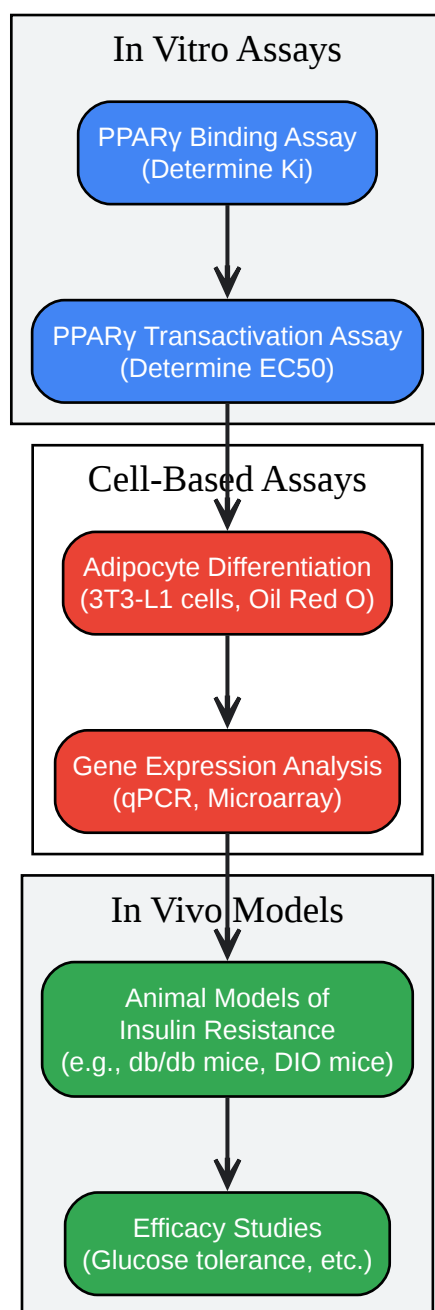 In Vitro Assays
PPARγ Binding Assay
(Determine Ki)
PPARγ Transactivation Assay
(Determine EC50)
Cell-Based Assays
Adipocyte Differentiation
(3T3-L1 cells, Oil Red O)
Gene Expression Analysis
(qPCR, Microarray)
In Vivo Models
Animal Models of
Insulin Resistance
(e.g., db/db mice, DIO mice)
Efficacy Studies
(Glucose tolerance, etc.)